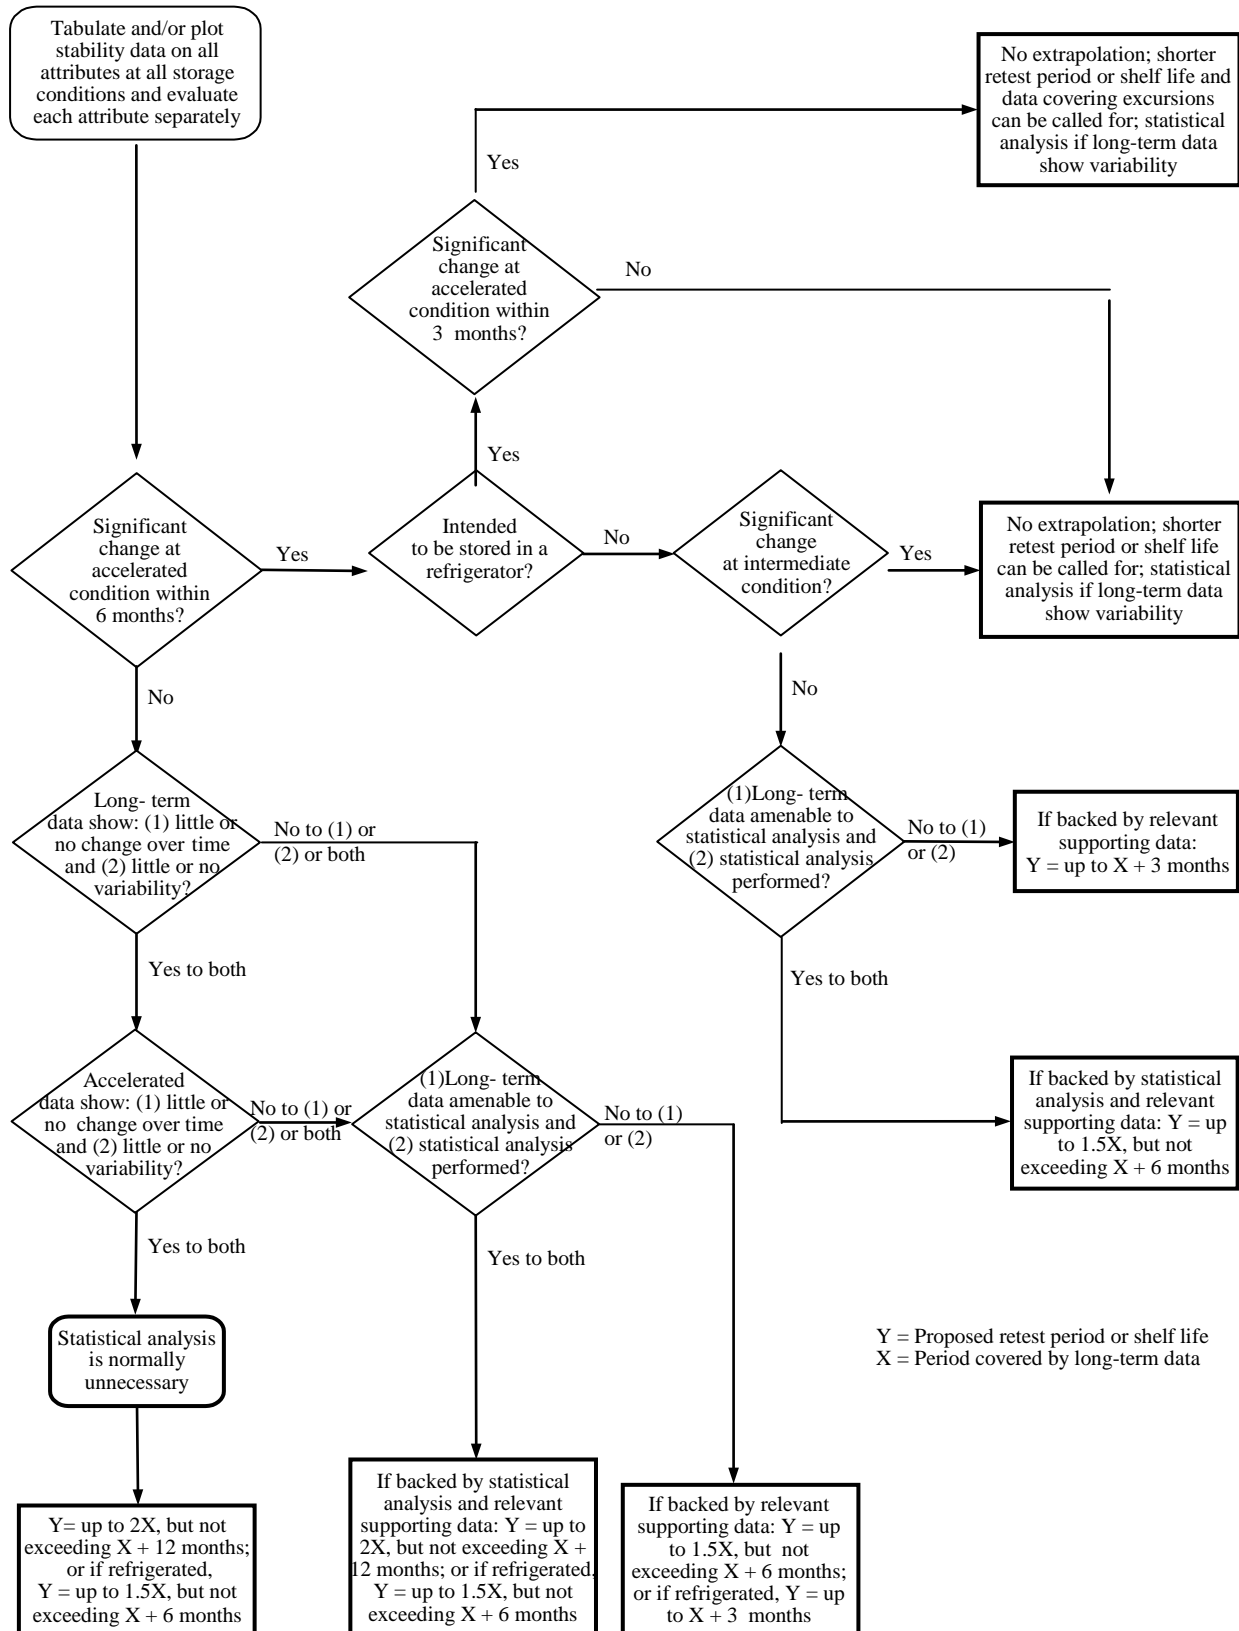 Tabulate and/or plot
stability data on all
attributes at all storage
conditions and evaluate
each attribute separately
No extrapolation; shorter
retest period or shelf life and
data covering excursions
can be called for; statistical
analysis if long-term data
show variability
Yes
Significant
change at
accelerated
condition within
3 months?
No
Yes
Significant
change at
accelerated
condition within
6 months?
Yes
Intended
to be stored in a
refrigerator?
No
Significant
change
at intermediate
condition?
Yes
No extrapolation; shorter
retest period or shelf life
can be called for; statistical
analysis if long-term data
show variability
No
No
Long- term
data show: (1) little or
no change over time
and (2) little or no
variability?
No to (1) or
(2) or both
(1)Long- term
data amenable to
statistical analysis and
(2) statistical analysis
performed?
No to (1)
or (2)
If backed by relevant
supporting data:
Y = up to X + 3 months
Yes to both
Yes to both
Accelerated
data show: (1) little or
no change over time
and (2) little or no
variability?
No to (1) or
(2) or both
(1)Long- term
data amenable to
statistical analysis and
(2) statistical analysis
performed?
No to (1)
or (2)
If backed by statistical
analysis and relevant
supporting data: Y = up
to 1.5X, but not
exceeding X + 6 months
Yes to both
Yes to both
Statistical analysis
is normally
unnecessary
Y = Proposed retest period or shelf life
X = Period covered by long-term data
Y= up to 2X, but not
exceeding X + 12 months;
or if refrigerated,
Y = up to 1.5X, but not
exceeding X + 6 months
If backed by statistical
analysis and relevant
supporting data: Y = up to
2X, but not exceeding X +
12 months; or if refrigerated,
Y = up to 1.5X, but not
exceeding X + 6 months
If backed by relevant
supporting data: Y = up
to 1.5X, but not
exceeding X + 6 months;
or if refrigerated, Y = up
to X + 3 months